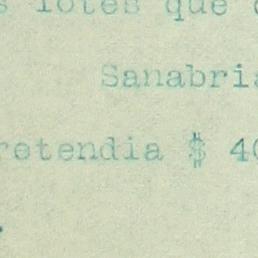 s lotes que
Sanabria
retendia $ 40